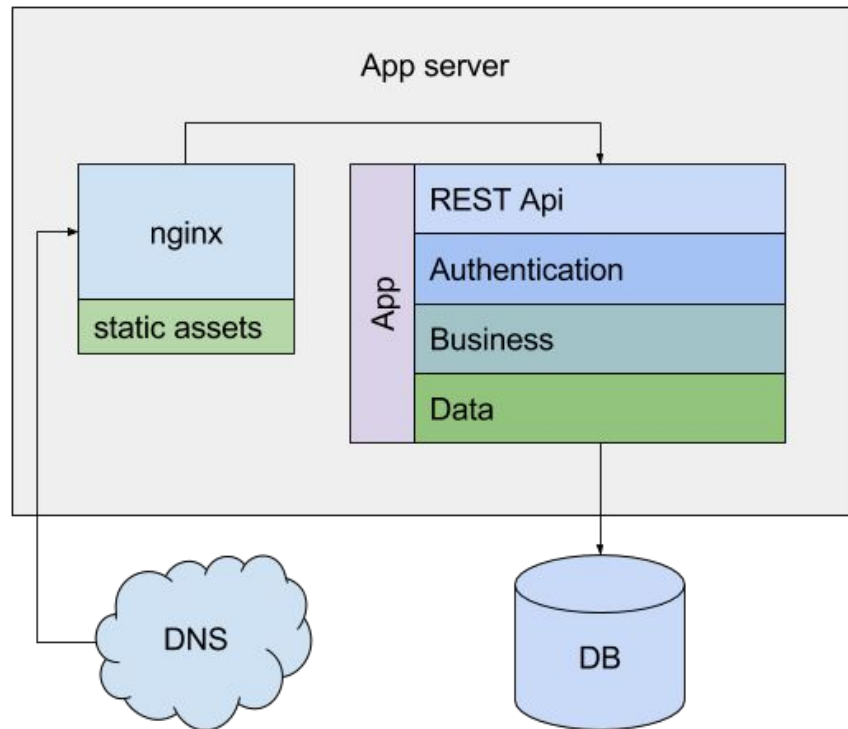 App server
nginx
static assets
App
REST Api
Authentication
Business
Data
DNS
DB